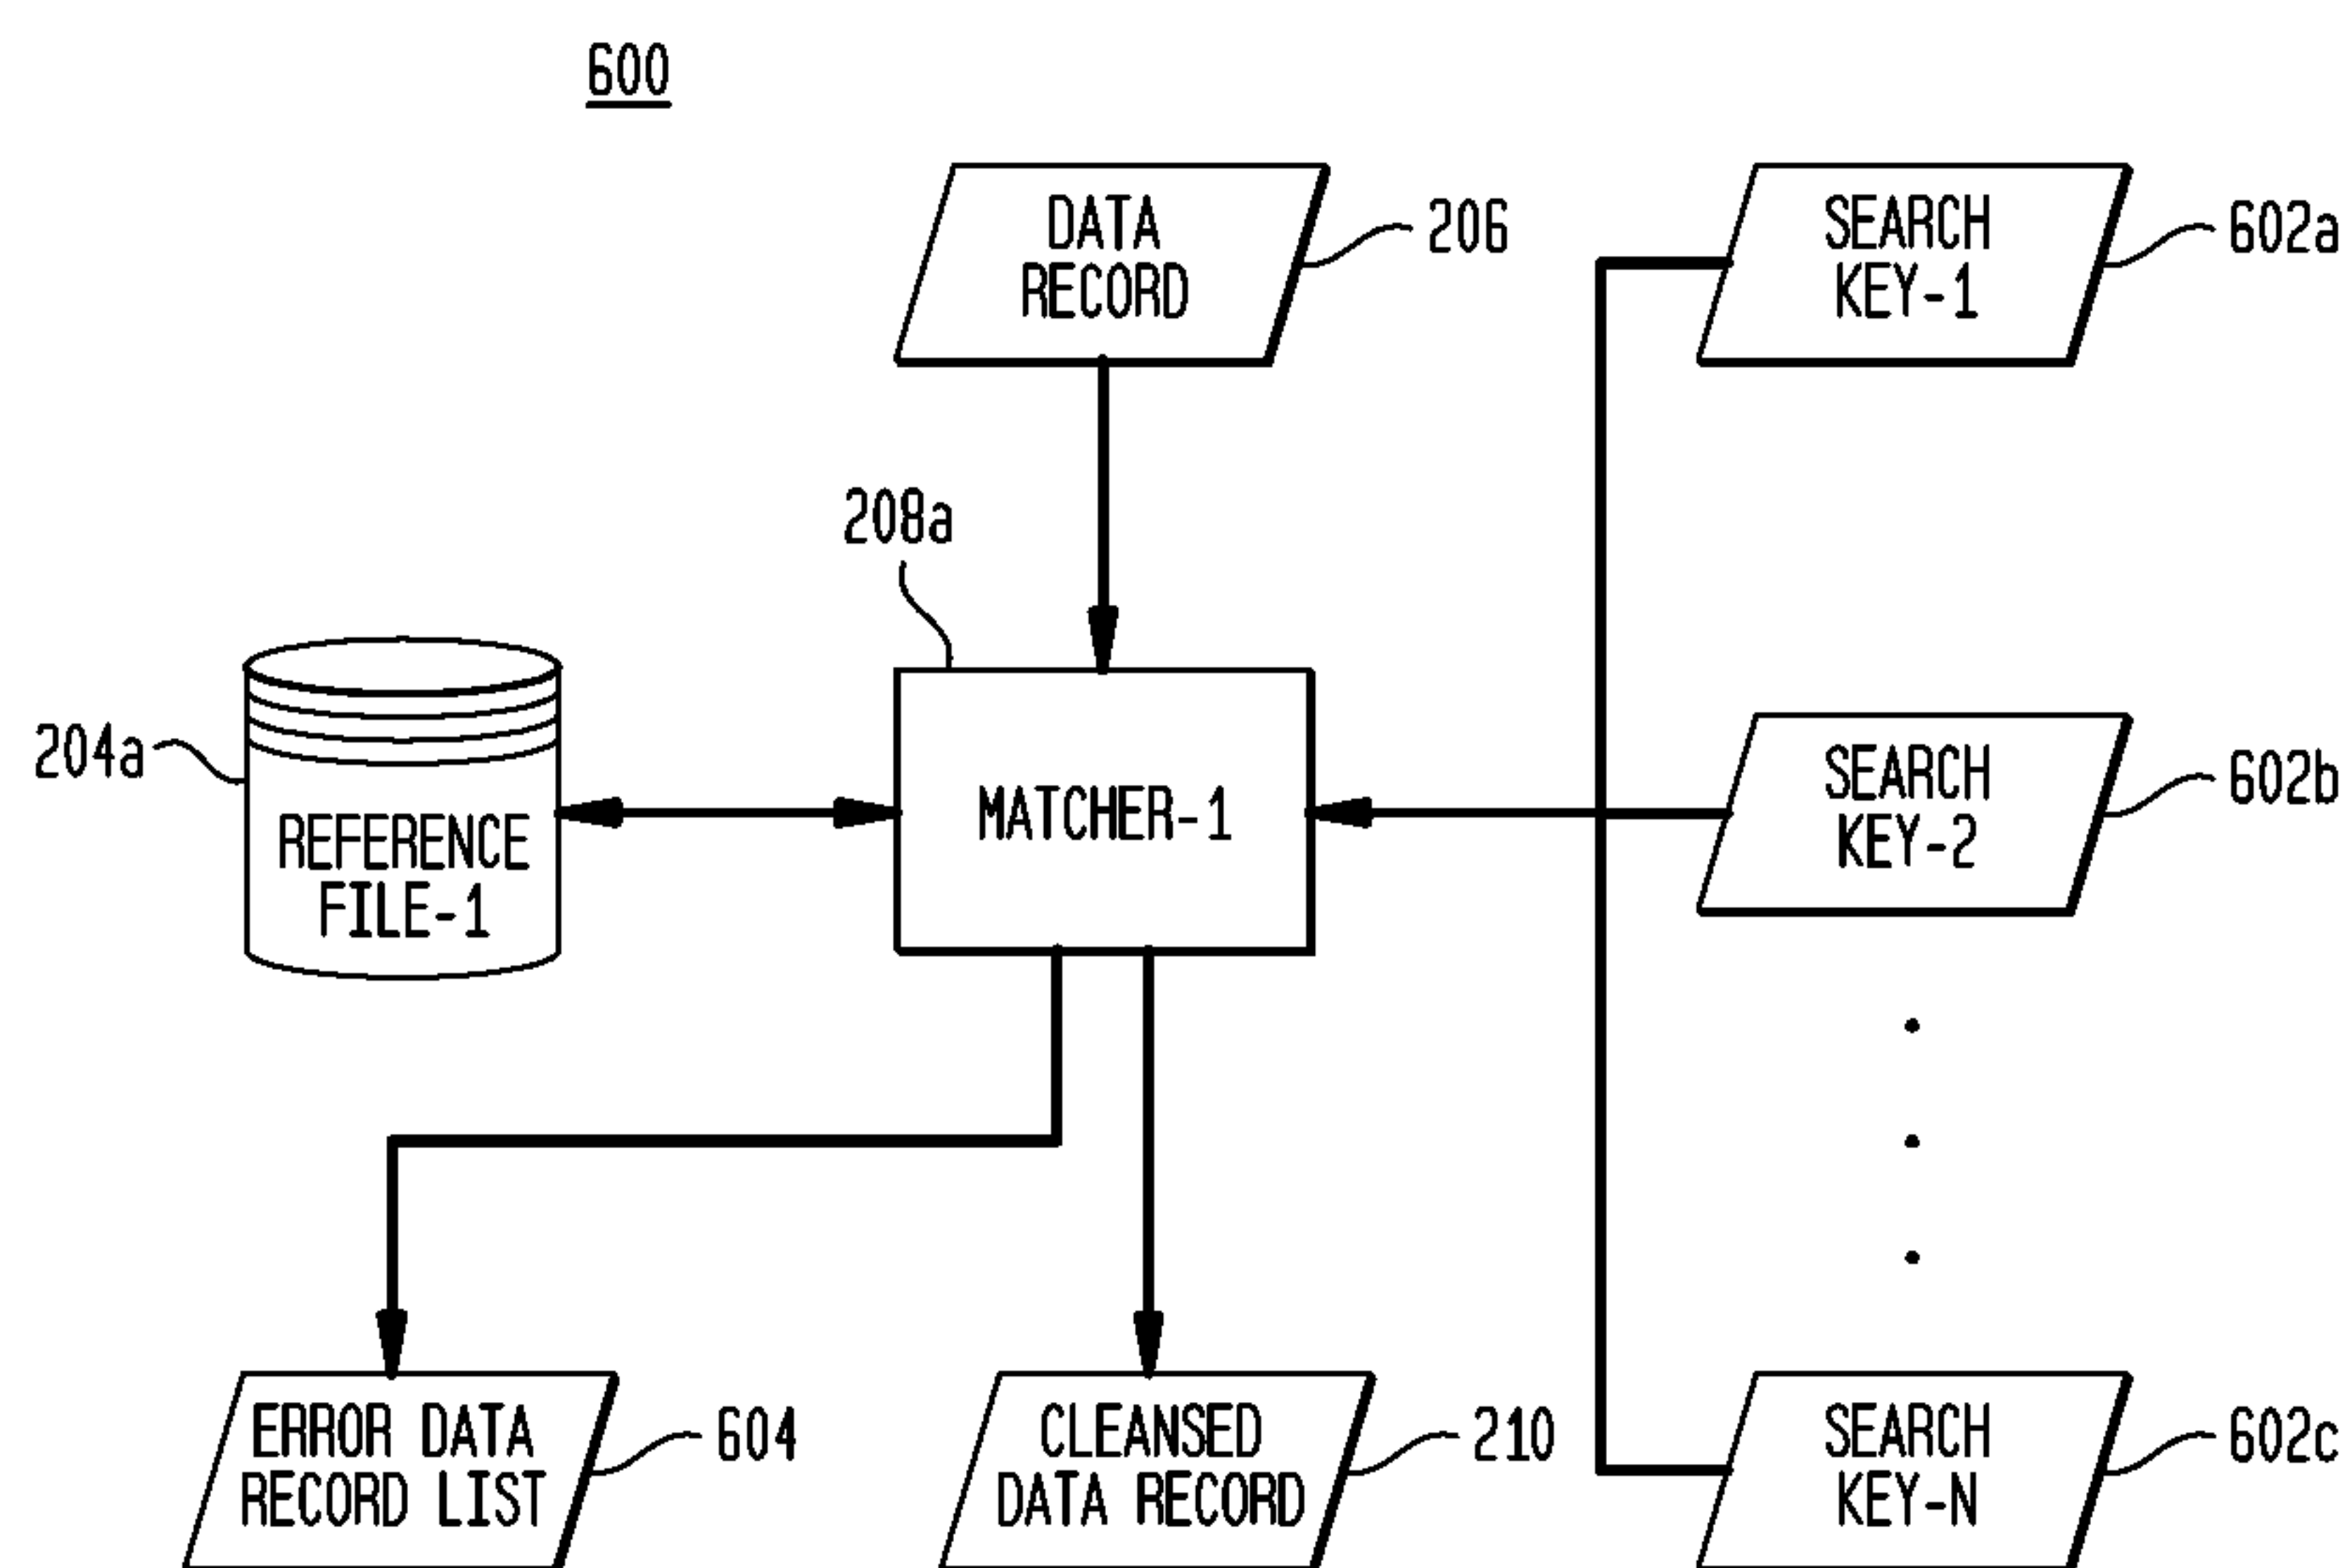 600
DATA
RECORD
206
SEARCH
KEY-1
602a
208a
204a
REFERENCE
FILE-1
MATCHER-1
SEARCH
KEY-2
602b
ERROR DATA
RECORD LIST
604
CLEANSED
DATA RECORD
210
SEARCH
KEY-N
602c